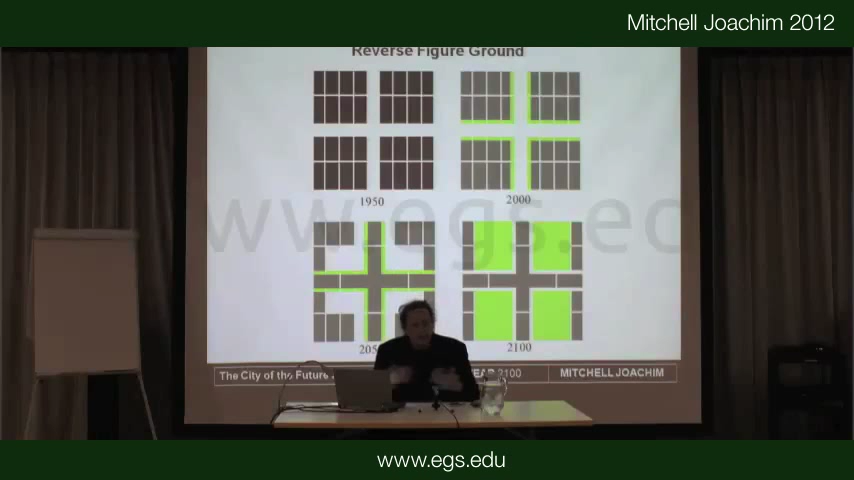 Mitchell Joachim 2012
Reverse Figure Ground
1950
2000
2100
The City of the Future
2100
MITCHELL JOACHIM
www.egs.edu